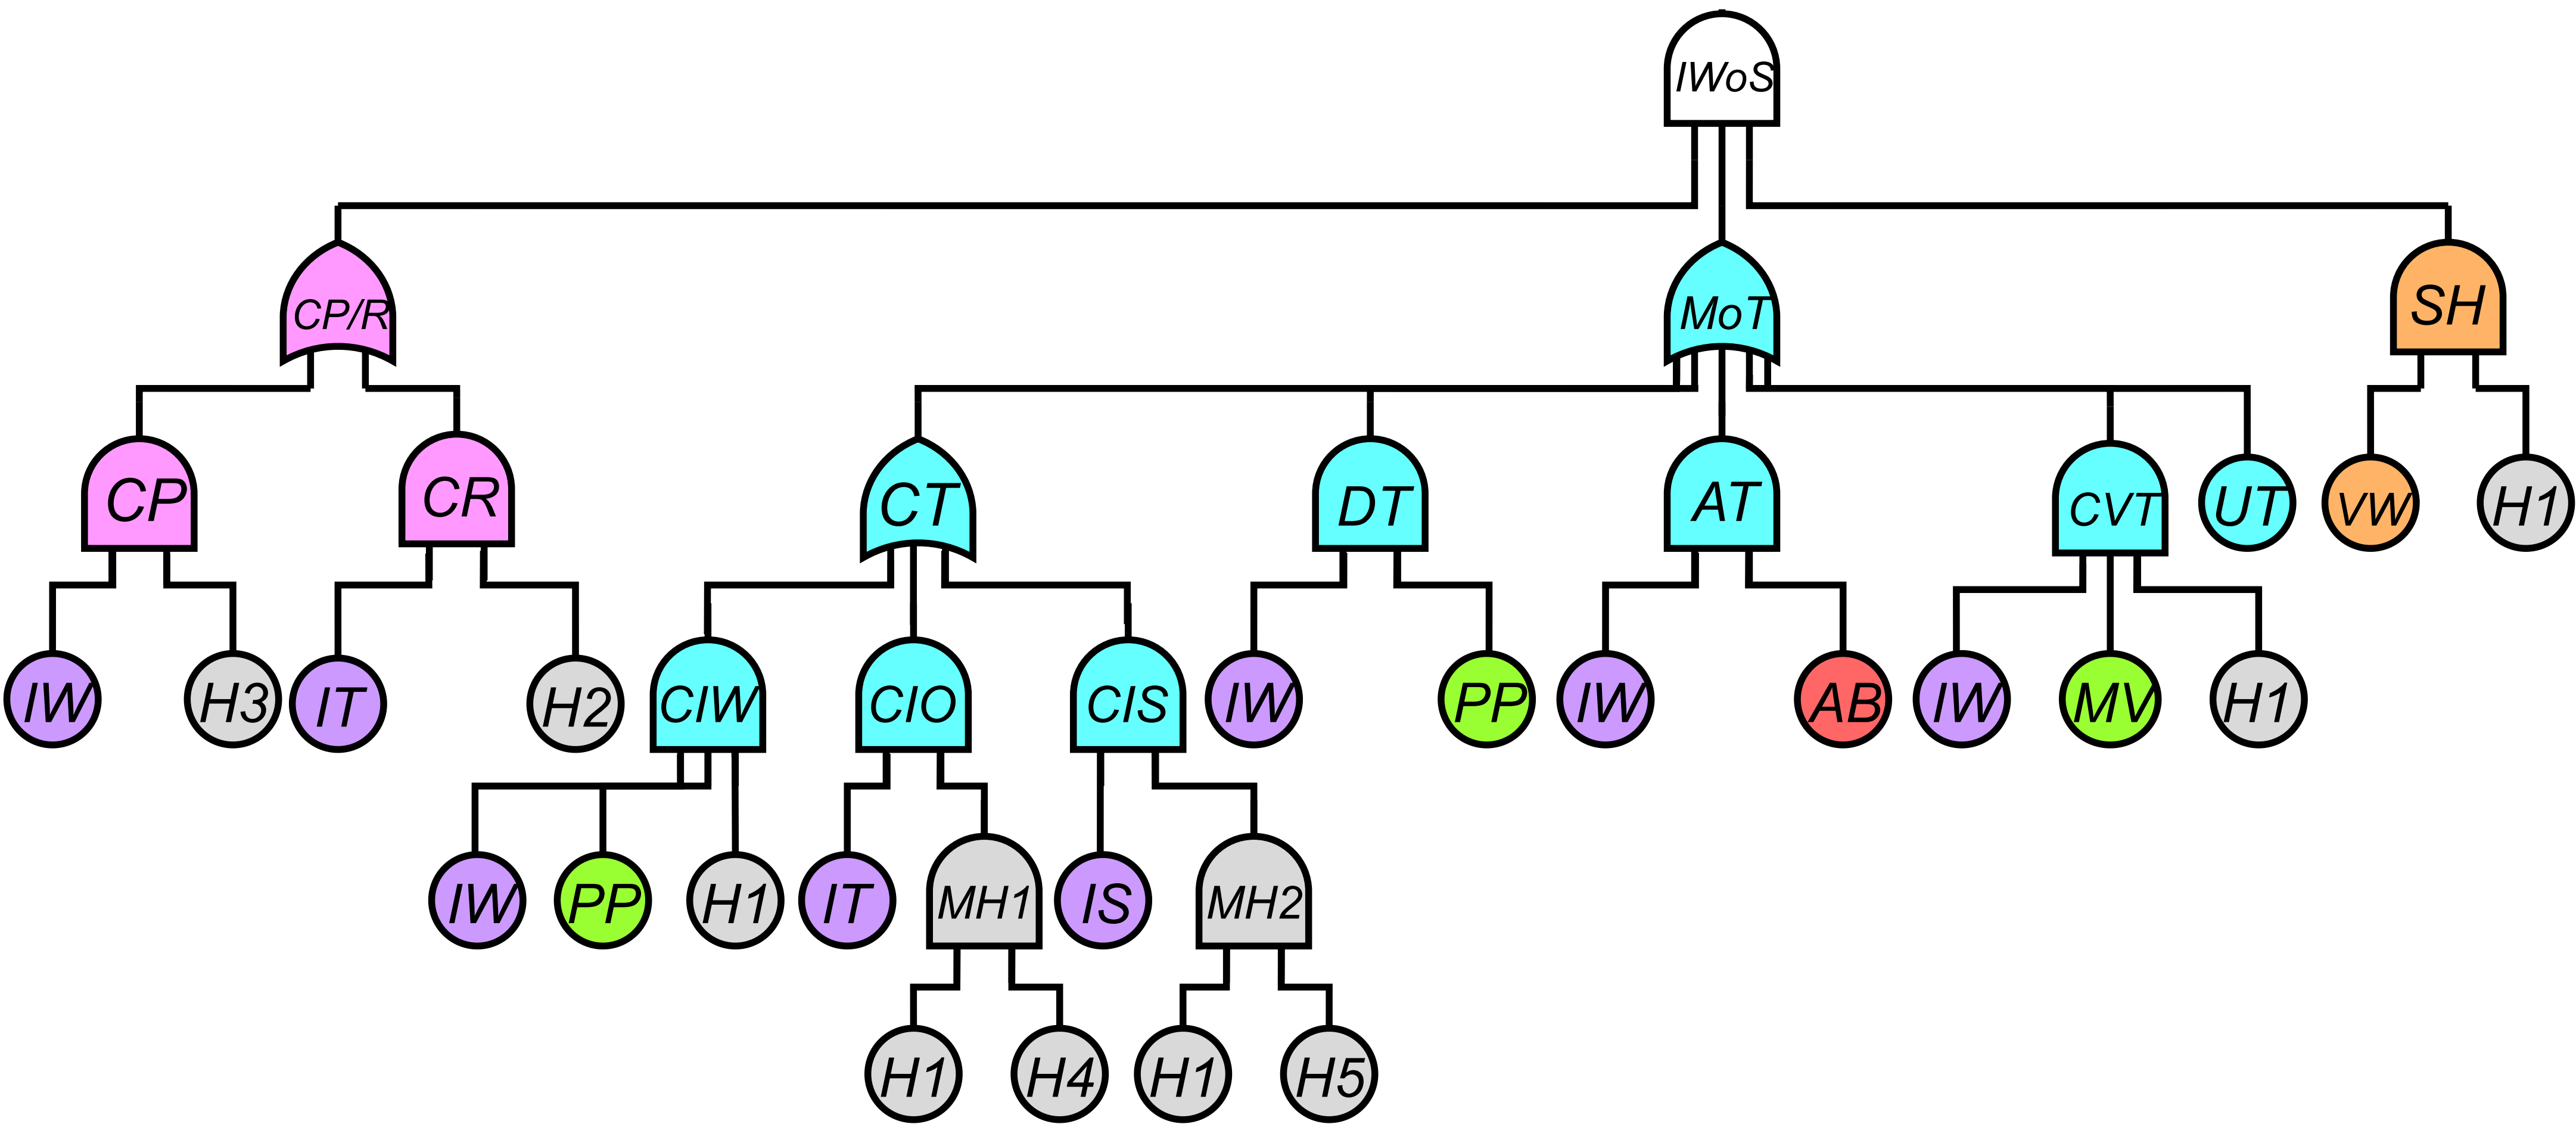 IWoS
CP/R
MoT
SH
CP
CR
CT
DT
AT
CVT
UT
VW
H1
IW
H3
IT
H2
CIW
CIO
CIS
IW
PP
IW
AB
IW
MV
H1
IW
PP
H1
IT
MH1
IS
MH2
H1
H4
H1
H5